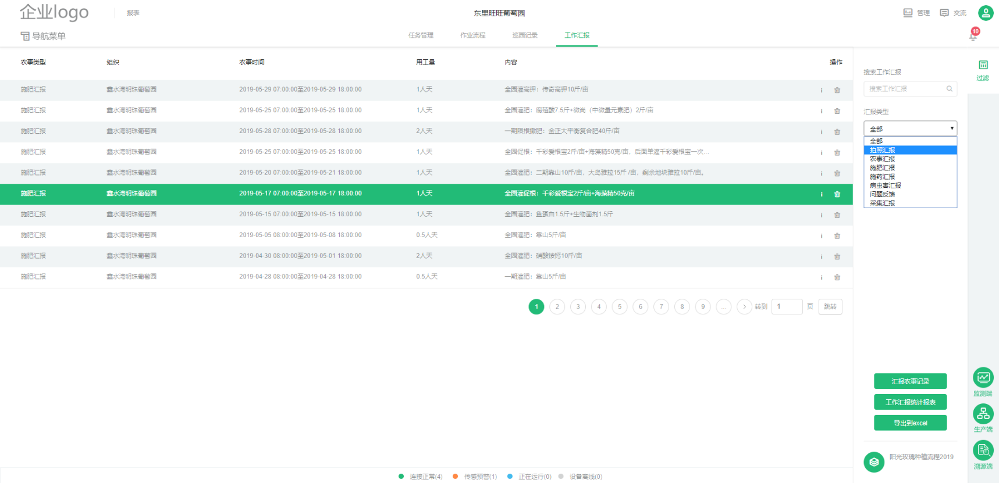 企业logo
报表
东里旺旺葡萄园
管理
交流
导航菜单
任务管理
作业流程
巡园记录
工作汇报
10
农事类型 组织 农事时间 用工量 内容 操作
施肥汇报 鑫水湾明珠葡萄园 2019-05-29 07:00:00至2019-05-29 18:00:00 1人天 全园灌高钾：传奇高钾10斤/亩
施肥汇报 鑫水湾明珠葡萄园 2019-05-25 07:00:00至2019-05-25 18:00:00 1人天 全园灌肥：腐殖酸7.5斤+微尚（中微量元素肥）2斤/亩
施肥汇报 鑫水湾明珠葡萄园 2019-05-28 07:00:00至2019-05-28 18:00:00 2人天 一期限根撒肥：金正大平衡复合肥40斤/亩
施肥汇报 鑫水湾明珠葡萄园 2019-05-25 07:00:00至2019-05-25 18:00:00 1人天 全园促根：千彩爱根宝2斤/亩+海藻精50克/亩，后面单灌千彩爱根宝一次...
施肥汇报 鑫水湾明珠葡萄园 2019-05-20 07:00:00至2019-05-21 18:00:00 1人天 全园灌肥：二期靠山10斤/亩，大岛雅拉15斤 /亩，剩余地块雅拉10斤/亩。
施肥汇报 鑫水湾明珠葡萄园 2019-05-17 07:00:00至2019-05-17 18:00:00 1人天 全园灌促根：千彩爱根宝2斤/亩+海藻精50克/亩
施肥汇报 鑫水湾明珠葡萄园 2019-05-15 07:00:00至2019-05-15 18:00:00 1人天 全园灌肥：鱼蛋白1.5斤+生物菌剂1.5斤
施肥汇报 鑫水湾明珠葡萄园 2019-05-05 08:00:00至2019-05-08 18:00:00 0.5人天 全园灌肥：靠山5斤/亩
施肥汇报 鑫水湾明珠葡萄园 2019-04-30 08:00:00至2019-05-01 18:00:00 2人天 全园灌肥：硝酸铵钙10斤/亩
施肥汇报 鑫水湾明珠葡萄园 2019-04-28 08:00:00至2019-04-28 18:00:00 0.5人天 一期灌肥：靠山5斤/亩
1 2 3 4 5 6 7 8 9 ... > 转到 1 页 跳转
搜索工作汇报
搜索工作汇报
汇报类型
全部
全部
拍照汇报
农事汇报
施肥汇报
施药汇报
病虫害汇报
问题反馈
采集汇报
过滤
汇报农事记录
工作汇报统计报表
导出到excel
阳光玫瑰种植流程2019
监测端
生产端
溯源端
连接正常(4) 传感预警(1) 正在运行(0) 设备离线(0)